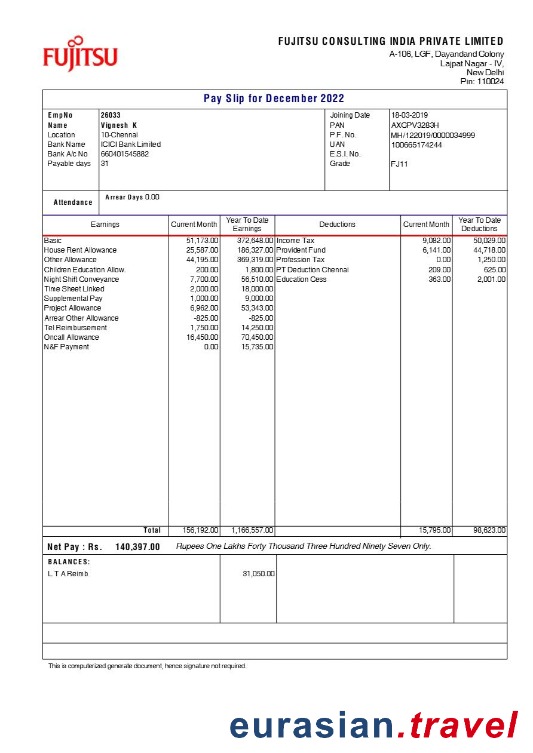 FUJITSU
FUJITSU CONSULTING INDIA PRIVATE LIMITED
A-106, LGF, Dayandand Colony
Lajpat Nagar - IV,
New Delhi
Pin: 110024
Pay Slip for December 2022
EmpNo 26033 Joining Date 18-03-2019
Name Vignesh K PAN AXCPV3283H
Location 10-Chennai P.F. No. MH/122019/0000034999
Bank Name ICICI Bank Limited UAN 100665174244
Bank A/c No 660401545882 E.S.I. No.
Payable days 31 Grade FJ11
Attendance Arrear Days 0.00
Earnings Current Month Year To Date Earnings Deductions Current Month Year To Date Deductions
Basic 51,173.00 372,648.00 Income Tax 9,082.00 50,029.00
House Rent Allowance 25,587.00 186,327.00 Provident Fund 6,141.00 44,718.00
Other Allowance 44,195.00 369,319.00 Profession Tax 0.00 1,250.00
Children Education Allow. 200.00 1,800.00 PT Deduction Chennai 209.00 625.00
Night Shift Conveyance 7,700.00 56,510.00 Education Cess 363.00 2,001.00
Time Sheet Linked 2,000.00 18,000.00
Supplemental Pay 1,000.00 9,000.00
Project Allowance 6,962.00 53,343.00
Arrear Other Allowance -825.00 -825.00
Tel Reimbursement 1,750.00 14,250.00
Oncall Allowance 16,450.00 70,450.00
N&F Payment 0.00 15,735.00
Total 156,192.00 1,166,557.00 15,795.00 98,623.00
Net Pay : Rs. 140,397.00 Rupees One Lakhs Forty Thousand Three Hundred Ninety Seven Only.
BALANCES:
L T A Reimb 31,050.00
This is computerized generate document, hence signature not required.
eurasian.travel